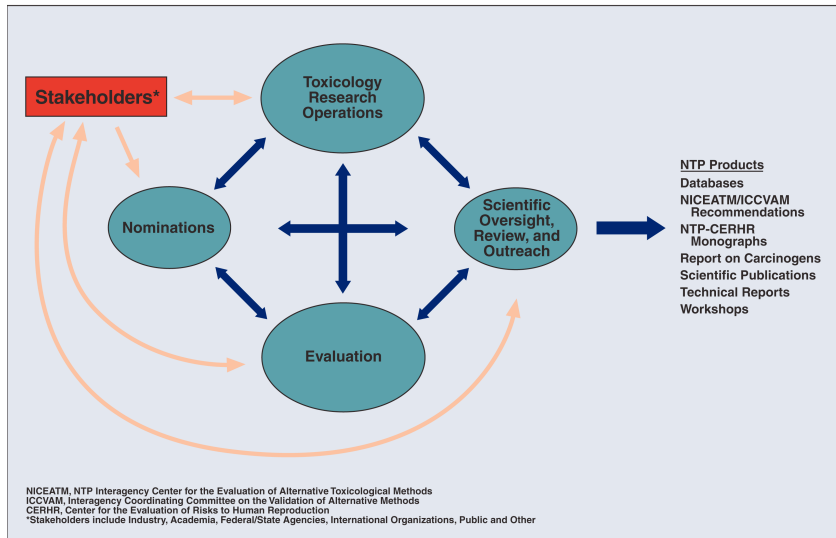 Stakeholders*
Toxicology
Research
Operations
Nominations
Scientific
Oversight,
Review, and
Outreach
Evaluation
NTP Products
Databases
NICEATM/ICCVAM
Recommendations
NTP-CERHR
Monographs
Report on Carcinogens
Scientific Publications
Technical Reports
Workshops
NICEATM, NTP Interagency Center for the Evaluation of Alternative Toxicological Methods
ICCVAM, Interagency Coordinating Committee on the Validation of Alternative Methods
CERHR, Center for the Evaluation of Risks to Human Reproduction
*Stakeholders include Industry, Academia, Federal/State Agencies, International Organizations, Public and Other